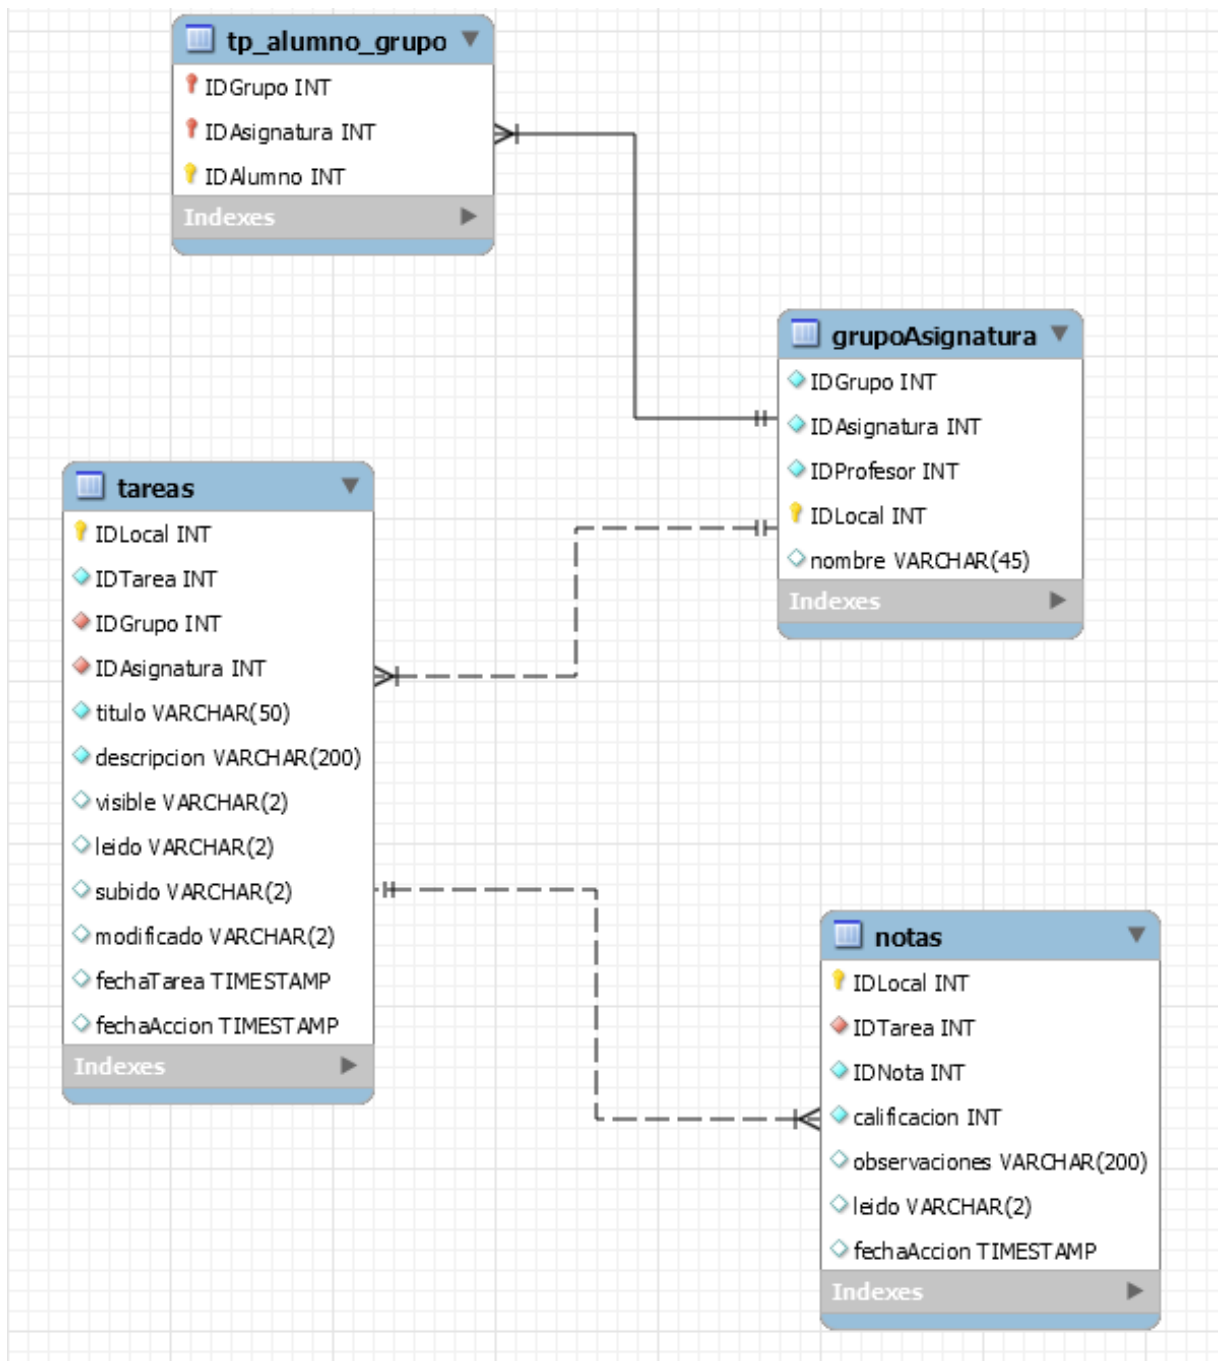 tp_alumno_grupo
IDGrupo INT
IDAsignatura INT
IDAlumno INT
Indexes
grupoAsignatura
IDGrupo INT
IDAsignatura INT
IDProfesor INT
IDLocal INT
nombre VARCHAR(45)
Indexes
tareas
IDLocal INT
IDTarea INT
IDGrupo INT
IDAsignatura INT
titulo VARCHAR(50)
descripcion VARCHAR(200)
visible VARCHAR(2)
leido VARCHAR(2)
subido VARCHAR(2)
modificado VARCHAR(2)
fechaTarea TIMESTAMP
fechaAccion TIMESTAMP
Indexes
notas
IDLocal INT
IDTarea INT
IDNota INT
calificacion INT
observaciones VARCHAR(200)
leido VARCHAR(2)
fechaAccion TIMESTAMP
Indexes